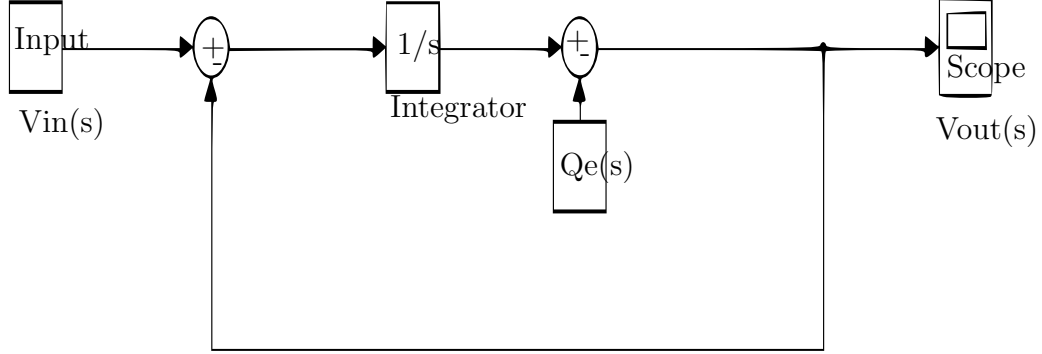 Input
+
-
1/s
+
-
Scope
Vin(s)
Integrator
Vout(s)
Qe(s)